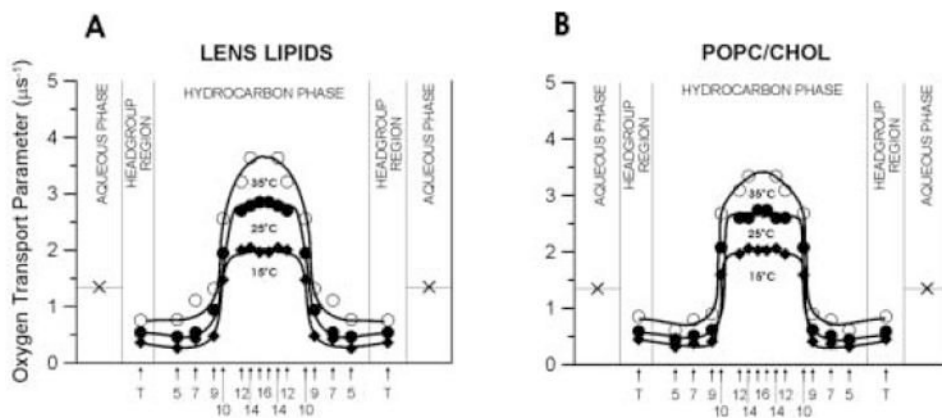 A
LENS LIPIDS
Oxygen Transport Parameter (µs⁻¹)
5
4
3
2
1
0
AQUEOUS PHASE
HEADGROUP
REGION
HYDROCARBON PHASE
HEADGROUP
REGION
AQUEOUS PHASE
35°C
25°C
15°C
T 5 7 9 12 16 12 9 7 5 T
10 14 14 10
B
POPC/CHOL
5
4
3
2
1
0
AQUEOUS PHASE
HEADGROUP
REGION
HYDROCARBON PHASE
HEADGROUP
REGION
AQUEOUS PHASE
35°C
25°C
15°C
T 5 7 9 12 16 12 9 7 5 T
10 14 14 10